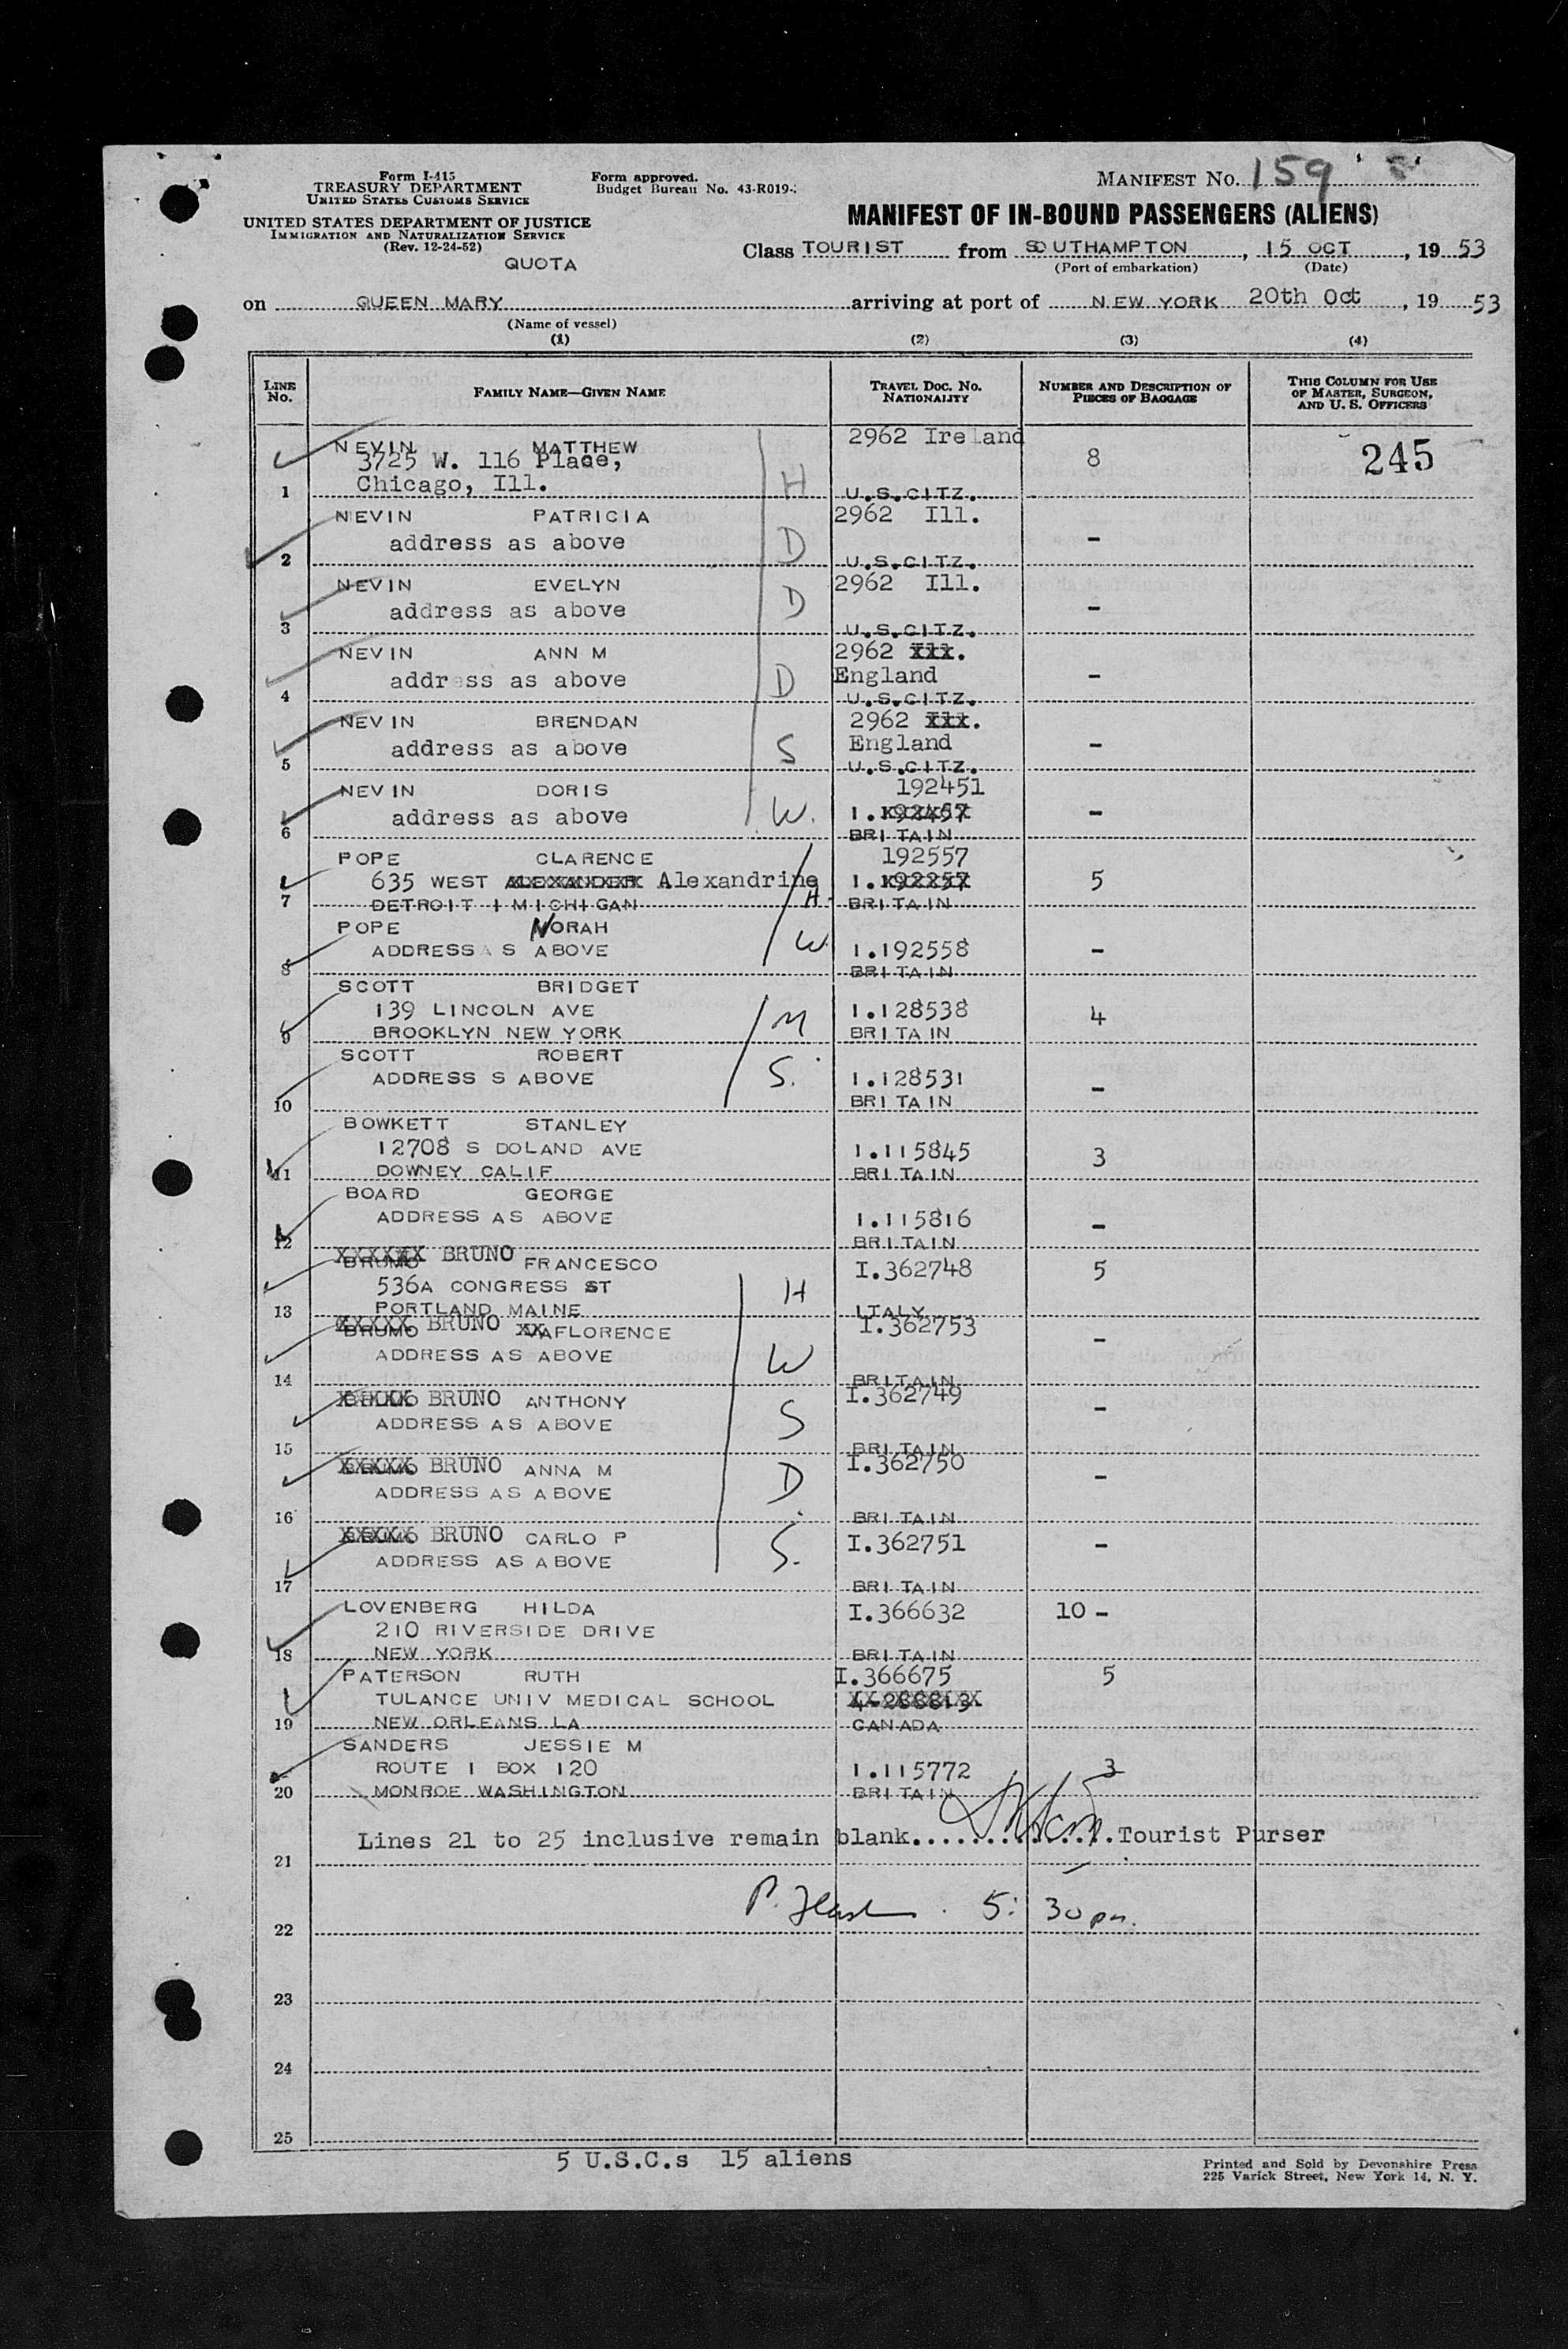 Form I-415
TREASURY DEPARTMENT
UNITED STATES CUSTOMS SERVICE
UNITED STATES DEPARTMENT OF JUSTICE
IMMIGRATION AND NATURALIZATION SERVICE
(Rev. 12-24-52)
QUOTA
Form approved.
Budget Bureau No. 43-R019-
MANIFEST NO. 159
MANIFEST OF IN-BOUND PASSENGERS (ALIENS)
Class TOURIST from SOUTHAMPTON, 15 OCT, 19 53
(Port of embarkation) (Date)
on QUEEN MARY arriving at port of NEW YORK 20th Oct, 19 53
(Name of vessel)
(1) (2) (3) (4)
LINE NO. FAMILY NAME—GIVEN NAME TRAVEL DOC. NO. NATIONALITY NUMBER AND DESCRIPTION OF PIECES OF BAGGAGE THIS COLUMN FOR USE OF MASTER, SURGEON, AND U. S. OFFICERS
NEVIN MATTHEW 2962 Ireland
3725 W. 116 Place, 8 245
1 Chicago, Ill. H U.S.CITZ.
NEVIN PATRICIA 2962 Ill.
address as above D -
2 U.S.CITZ.
NEVIN EVELYN 2962 Ill.
address as above D -
3 U.S.CITZ.
NEVIN ANN M 2962 Ill.
address as above D England -
4 U.S.CITZ.
NEVIN BRENDAN 2962 Ill.
address as above S England -
5 U.S.CITZ.
NEVIN DORIS 192451
address as above W. I.192457 -
6 BRITAIN
POPE CLARENCE 192557
635 WEST ALEXANDER Alexandrine I.192257 5
7 DETROIT I MICHIGAN H. BRITAIN
POPE NORAH
ADDRESS A S ABOVE W I.192558 -
8 BRITAIN
SCOTT BRIDGET
139 LINCOLN AVE M I.128538 4
9 BROOKLYN NEW YORK BRITAIN
SCOTT ROBERT
ADDRESS S ABOVE S. I.128531 -
10 BRITAIN
BOWKETT STANLEY
12708 S DOLAND AVE I.115845 3
11 DOWNEY CALIF BRITAIN
BOARD GEORGE
ADDRESS AS ABOVE I.115816 -
12 BRITAIN
XXXXXX BRUNO
BRUMO FRANCESCO I.362748 5
536A CONGRESS ST H
13 PORTLAND MAINE ITALY
BRUMO BRUNO XXAFLORENCE I.362753 -
ADDRESS AS ABOVE W
14 BRITAIN
BRUMO BRUNO ANTHONY I.362749 -
ADDRESS AS ABOVE S
15 BRITAIN
BRUMO BRUNO ANNA M I.362750 -
ADDRESS AS ABOVE D
16 BRITAIN
BRUMO BRUNO CARLO P I.362751 -
ADDRESS AS ABOVE S.
17 BRITAIN
LOVENBERG HILDA I.366632 10 -
210 RIVERSIDE DRIVE
18 NEW YORK BRITAIN
PATERSON RUTH I.366675 5
TULANCE UNIV MEDICAL SCHOOL
19 NEW ORLEANS LA CANADA
SANDERS JESSIE M
ROUTE 1 BOX 120 I.115772 3
20 MONROE WASHINGTON BRITAIN
Lines 21 to 25 inclusive remain blank..............Tourist Purser
21
5: 30 pm.
22
23
24
25
5 U.S.C.s 15 aliens
Printed and Sold by Devonshire Press
225 Varick Street, New York 14, N. Y.